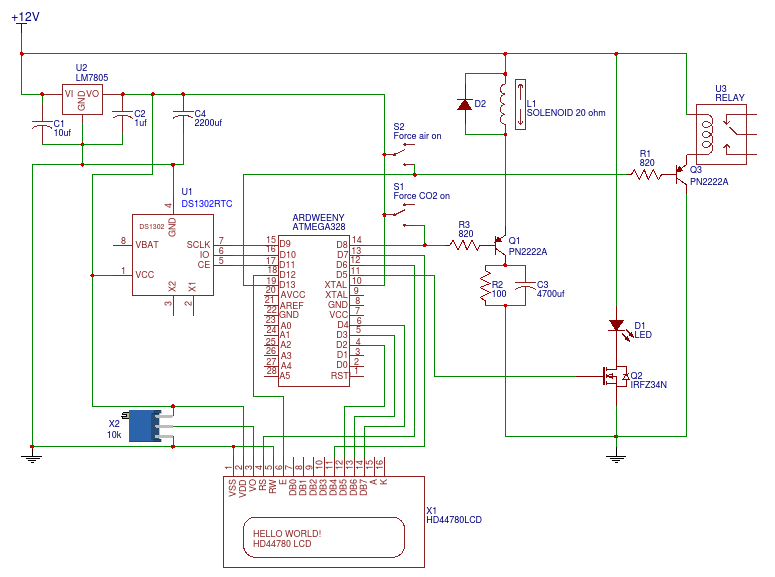 +12V
U2
LM7805
VI VO
GND
C1
10uf
C2
1uf
C4
2200uf
D2
L1
SOLENOID 20 ohm
U3
RELAY
S2
Force air on
R1
820
Q3
PN2222A
S1
Force CO2 on
U1
DS1302RTC
4
DS1302
GND
8 VBAT
1 VCC
SCLK 7
IO 6
CE 5
X2
X1
3
2
ARDWEENY
ATMEGA328
15 D9
16 D10
17 D11
18 D12
19 D13
20 AVCC
21 AREF
22 GND
23 A0
24 A1
25 A2
26 A3
27 A4
28 A5
D8 14
D7 13
D6 12
D5 11
XTAL 10
XTAL 9
GND 8
VCC 7
D4 6
D3 5
D2 4
D1 3
D0 2
RST 1
R3
820
Q1
PN2222A
R2
100
C3
4700uf
D1
LED
Q2
IRFZ34N
X2
10k
1 2 3 4 5 6 7 8 9 10 11 12 13 14 15 16
VSS VDD VO RS RW E DB0 DB1 DB2 DB3 DB4 DB5 DB6 DB7 A K
X1
HD44780LCD
HELLO WORLD!
HD44780 LCD